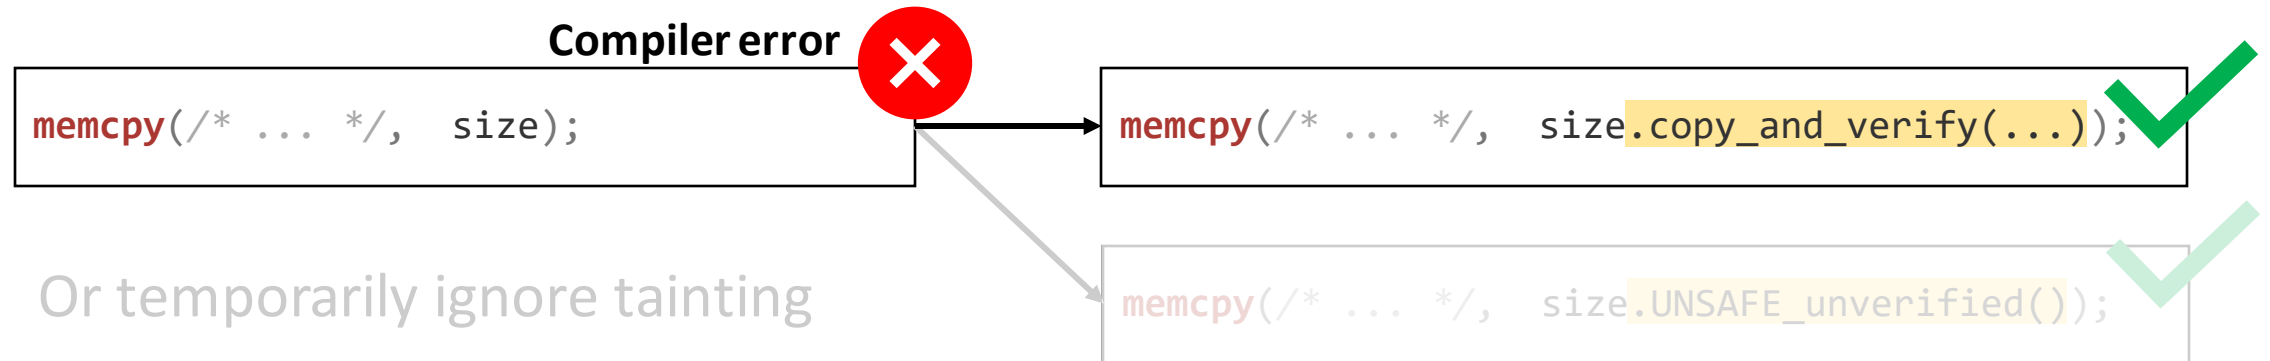 Compiler error
memcpy(/* ... */, size);
memcpy(/* ... */, size.copy_and_verify(...));
Or temporarily ignore tainting
memcpy(/* ... */, size.UNSAFE_unverified());